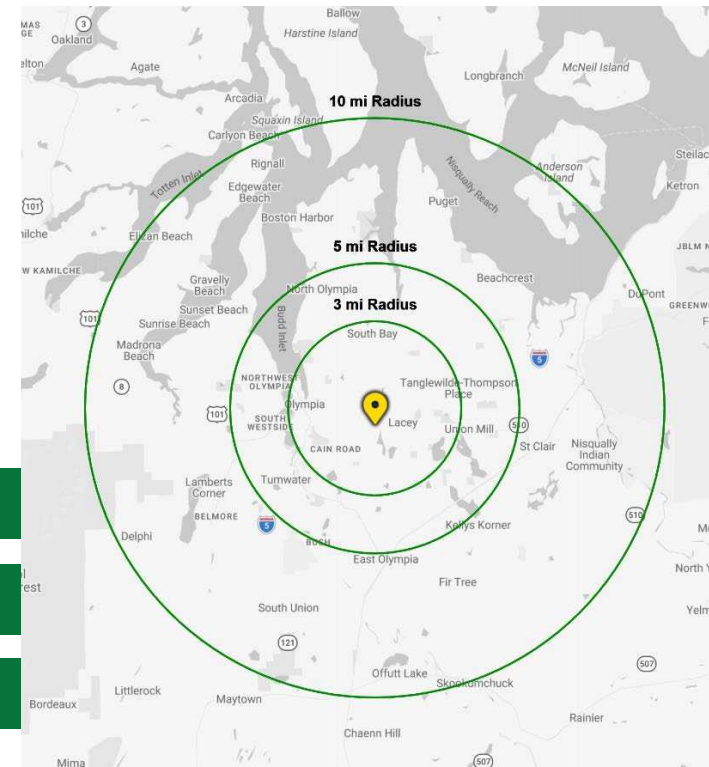 Ballow
3
Oakland
Harstine Island
Agate
McNeil Island
Longbranch
Arcadia
10 mi Radius
Squaxin Island
Carlyon Beach
Rignall
Totten Inlet
Edgewater
Beach
Nisqually Reach
Anderson
Island
Ketron
101
Puget
Boston Harbor
Elizan Beach
5 mi Radius
W KAMILCHE
Gravelly
Beach
North Olympia
Beachcrest
DuPont
3 mi Radius
Sunset Beach
Sunrise Beach
Budd Inlet
101
South Bay
Madrona
Beach
5
8
NORTHWEST
OLYMPIA
Tanglewilde-Thompson
Place
Olympia
101
SOUTH
WESTSIDE
Lacey
Union Mill
510
CAIN ROAD
St Clair
Nisqually
Indian
Community
Lamberts
Corner
Tumwater
BELMORE
5
510
Kellys Korner
Delphi
BUSH
East Olympia
Fir Tree
South Union
121
507
Offutt Lake
Skookumchuck
Littlerock
Maytown
Bordeaux
Rainier
Chaenn Hill
Mima
507